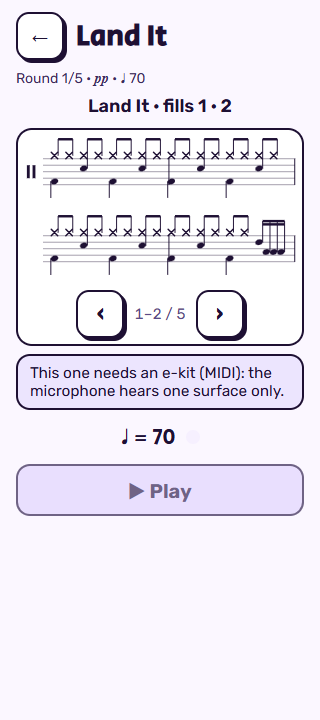 ←
Land It
Round 1/5 • pp • ♩ 70
Land It • fills 1 • 2
‹ 1–2 / 5 ›
This one needs an e-kit (MIDI): the
microphone hears one surface only.
♩ = 70
▶ Play